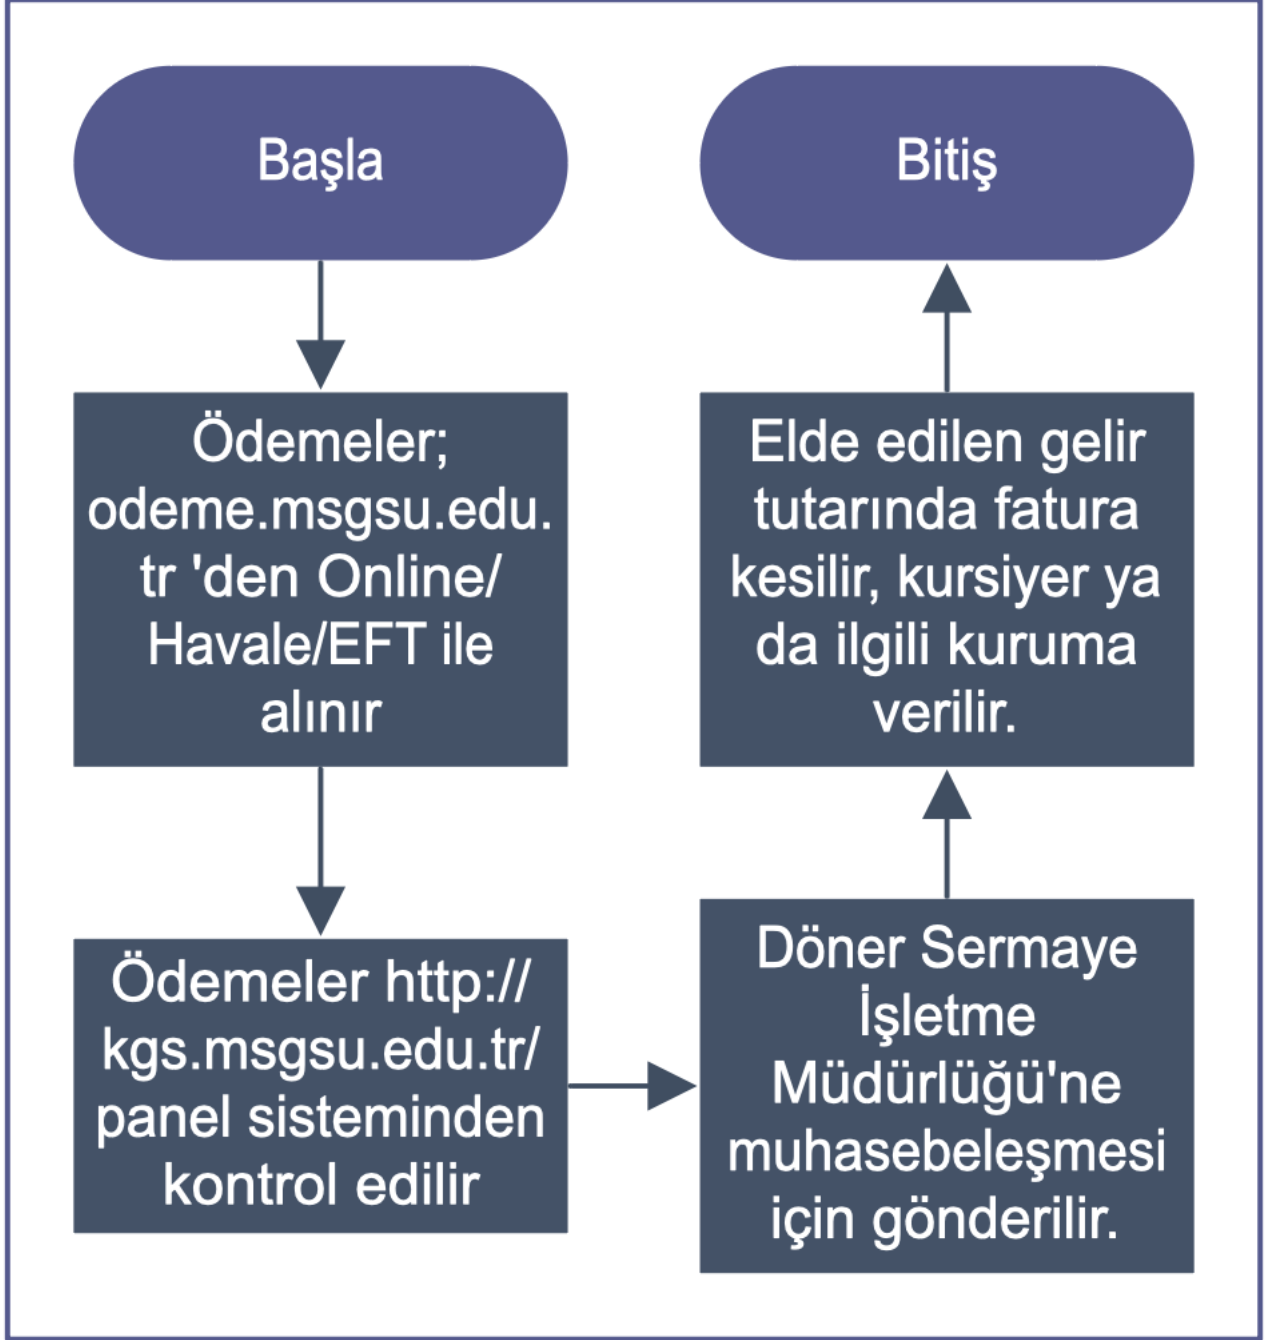 Başla
Ödemeler;
odeme.msgsu.edu.
tr 'den Online/
Havale/EFT ile
alınır
Ödemeler http://
kgs.msgsu.edu.tr/
panel sisteminden
kontrol edilir
Döner Sermaye
İşletme
Müdürlüğü'ne
muhasebeleşmesi
için gönderilir.
Elde edilen gelir
tutarında fatura
kesilir, kursiyer ya
da ilgili kuruma
verilir.
Bitiş